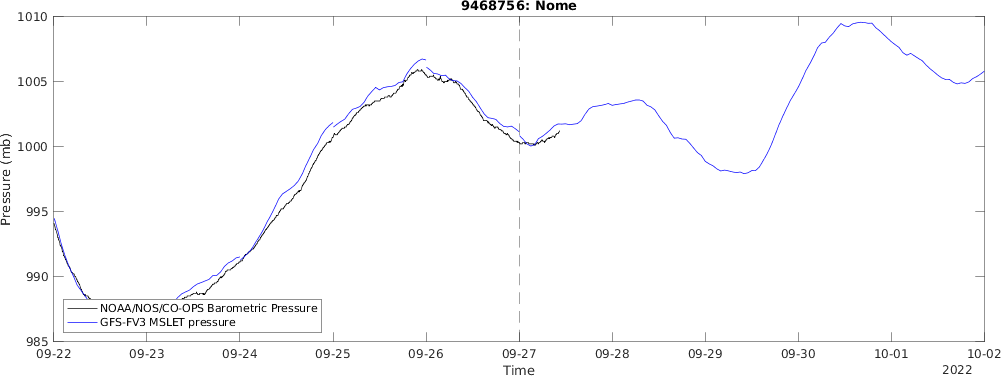 9468756: Nome
1010
1005
1000
995
990
985
Pressure (mb)
NOAA/NOS/CO-OPS Barometric Pressure
GFS-FV3 MSLET pressure
09-22 09-23 09-24 09-25 09-26 09-27 09-28 09-29 09-30 10-01 10-02
Time
2022